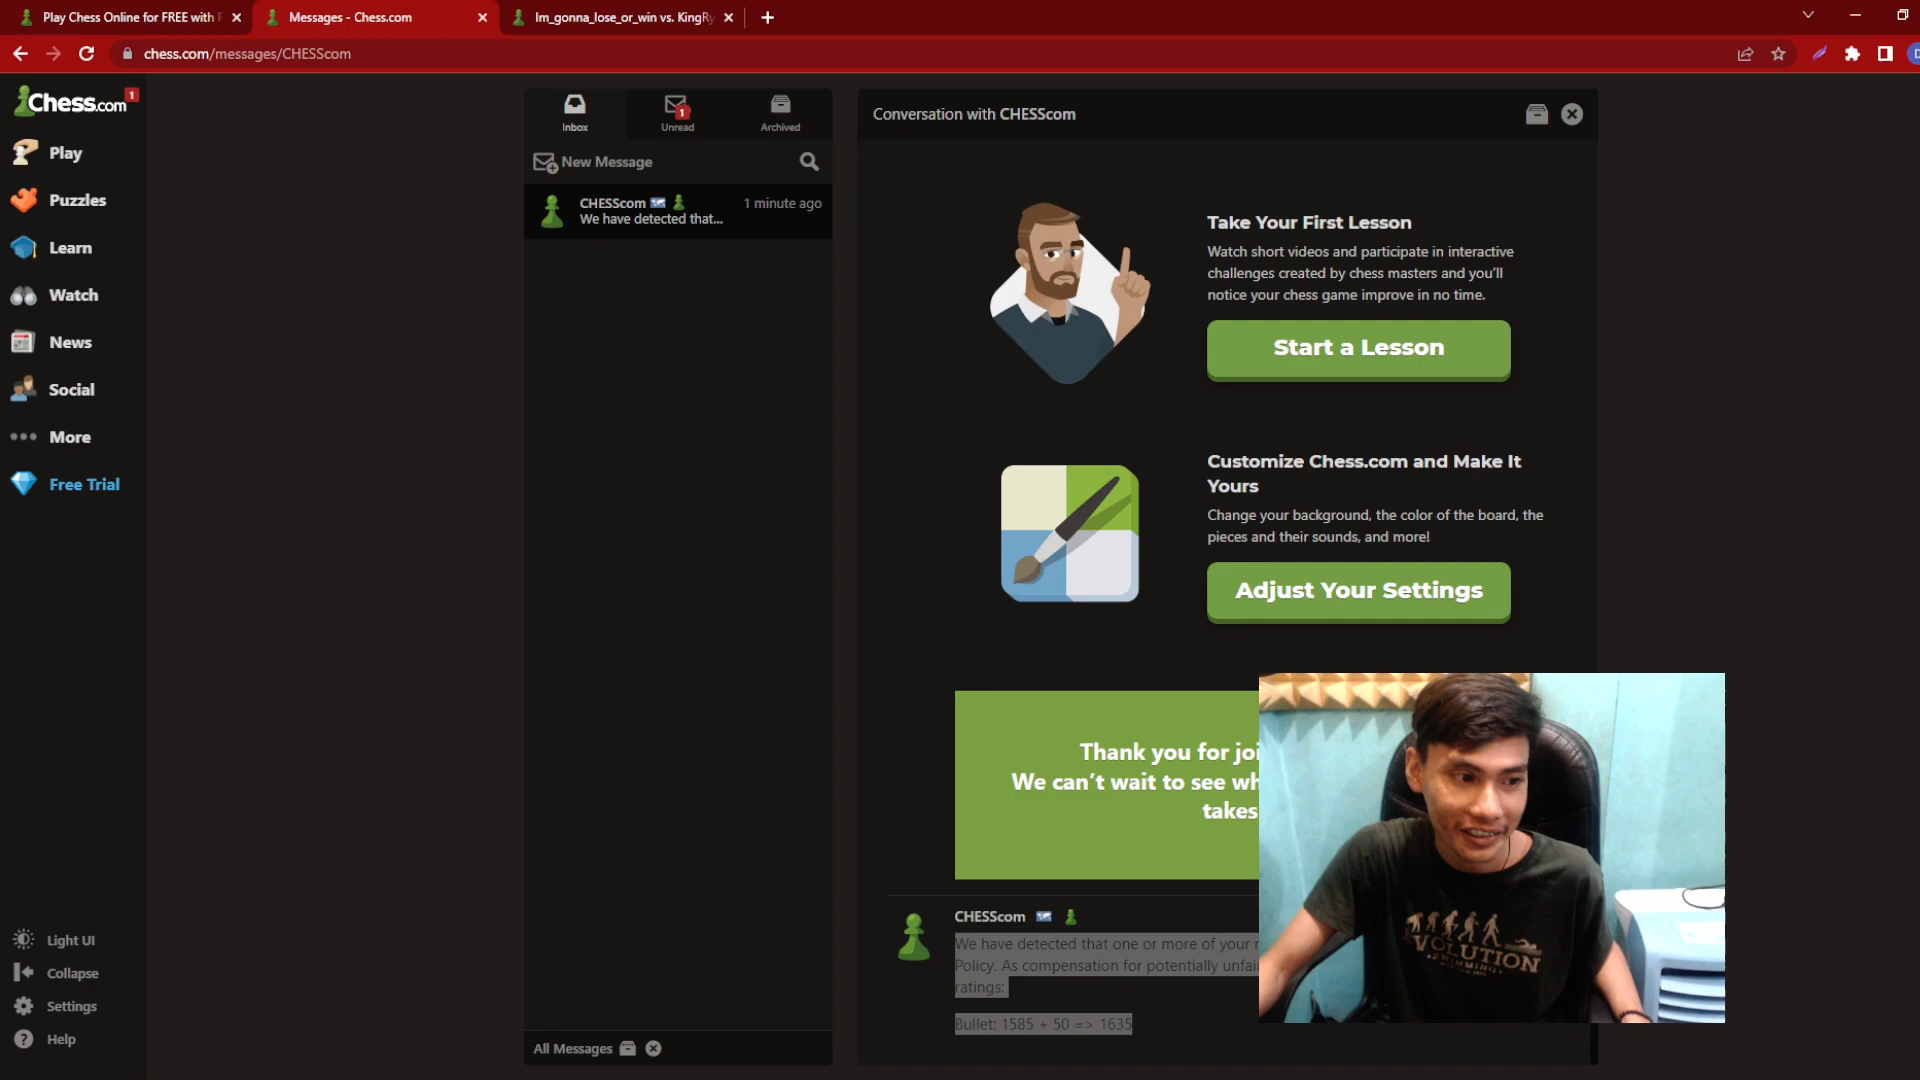 Play Chess Online for FREE with
Messages - Chess.com
Im_gonna_lose_or_win vs. KingRy
chess.com/messages/CHESScom
Chess.com 1
Play
Puzzles
Learn
Watch
News
Social
More
Free Trial
Light UI
Collapse
Settings
Help
Inbox
1
Unread
Archived
New Message
CHESScom
1 minute ago
We have detected that...
All Messages
Conversation with CHESScom
Take Your First Lesson
Watch short videos and participate in interactive
challenges created by chess masters and you'll
notice your chess game improve in no time.
Start a Lesson
Customize Chess.com and Make It
Yours
Change your background, the color of the board, the
pieces and their sounds, and more!
Adjust Your Settings
Thank you for joi
We can't wait to see wh
takes
CHESScom
We have detected that one or more of your
Policy. As compensation for potentially unfai
ratings:
Bullet: 1585 + 50 => 1635
EVOLUTION
SWIMMING